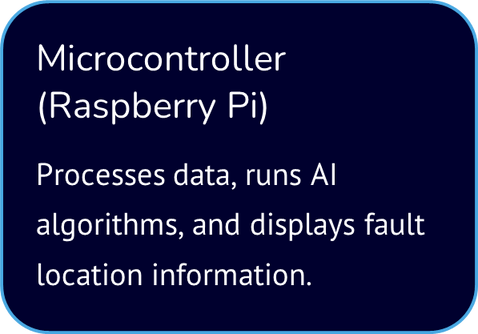 Microcontroller
(Raspberry Pi)
Processes data, runs AI
algorithms, and displays fault
location information.